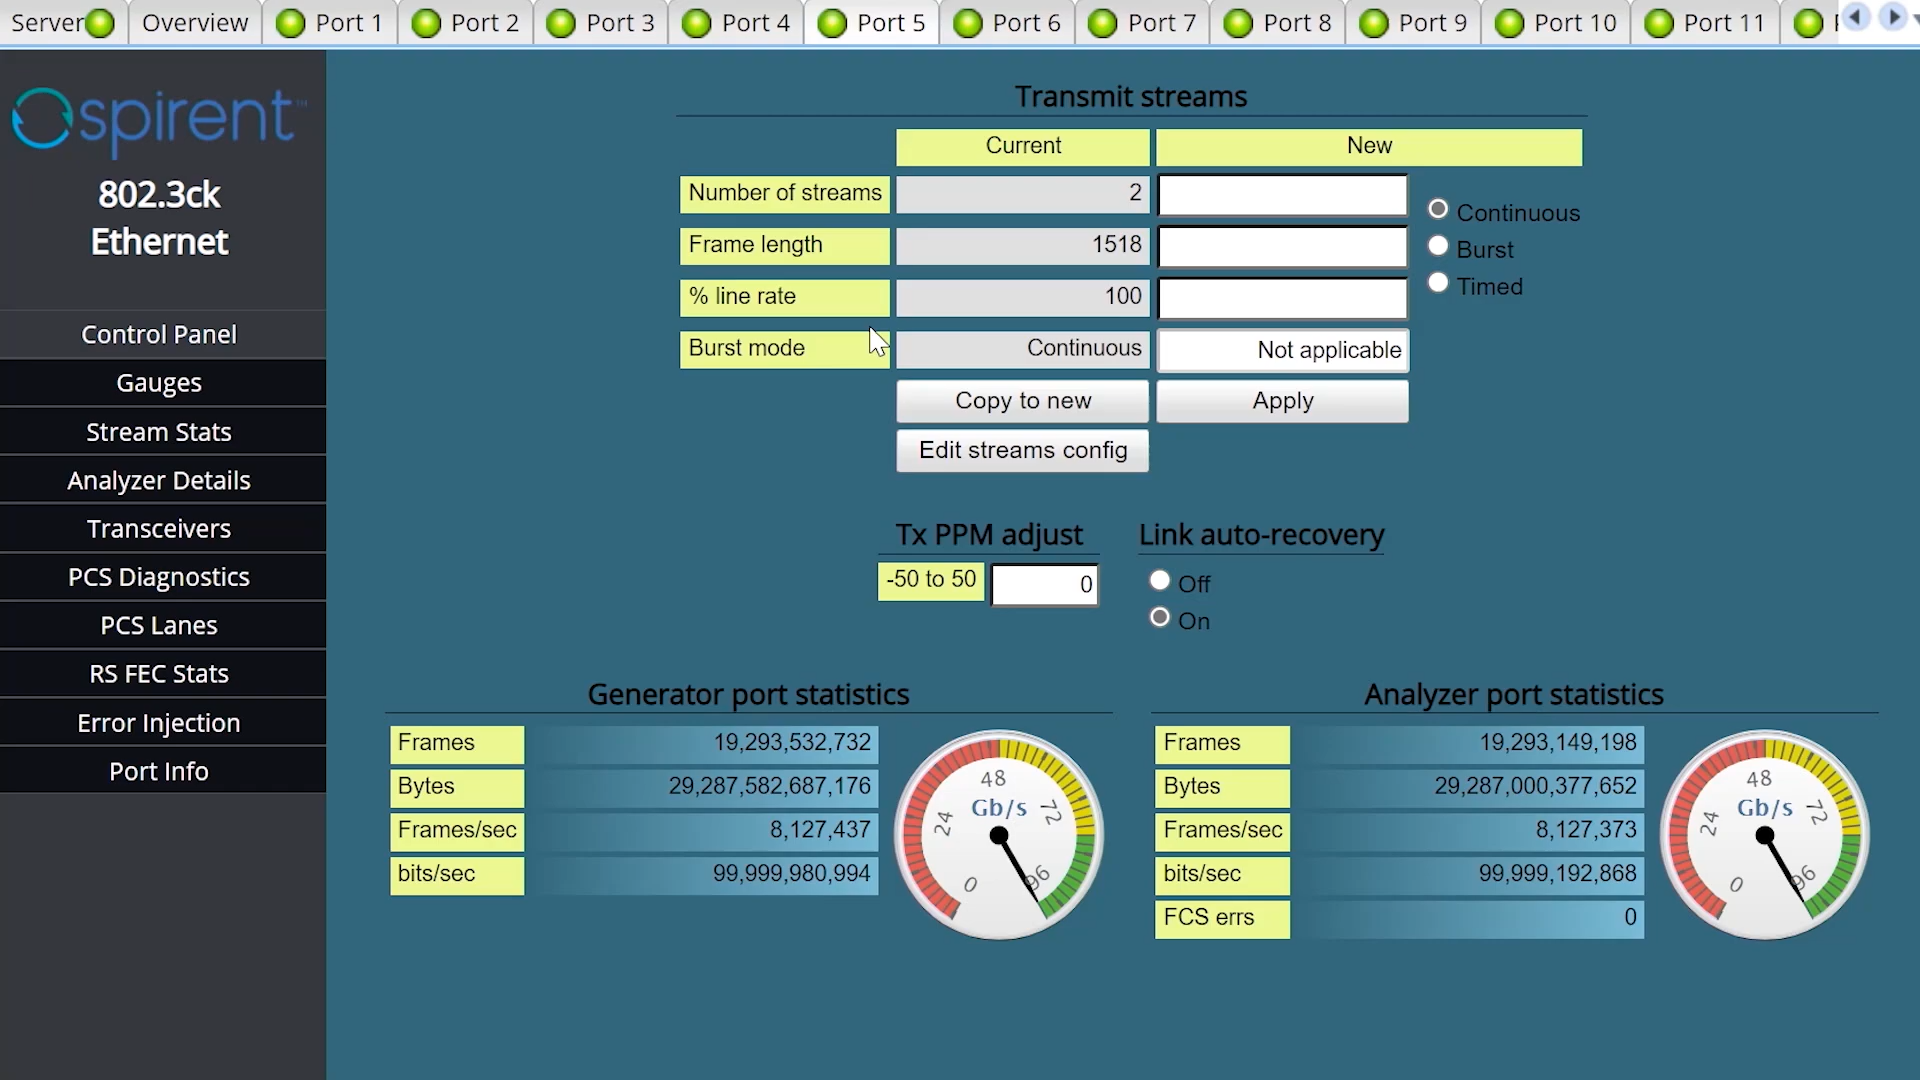 Server Overview Port 1 Port 2 Port 3 Port 4 Port 5 Port 6 Port 7 Port 8 Port 9 Port 10 Port 11
spirent™
802.3ck
Ethernet
Control Panel
Gauges
Stream Stats
Analyzer Details
Transceivers
PCS Diagnostics
PCS Lanes
RS FEC Stats
Error Injection
Port Info
Transmit streams
Current New
Number of streams 2
Frame length 1518
% line rate 100
Burst mode Continuous Not applicable
Continuous
Burst
Timed
Copy to new Apply
Edit streams config
Tx PPM adjust
-50 to 50 0
Link auto-recovery
Off
On
Generator port statistics
Frames 19,293,532,732
Bytes 29,287,582,687,176
Frames/sec 8,127,437
bits/sec 99,999,980,994
0 24 48 72 96
Gb/s
Analyzer port statistics
Frames 19,293,149,198
Bytes 29,287,000,377,652
Frames/sec 8,127,373
bits/sec 99,999,192,868
FCS errs 0
0 24 48 72 96
Gb/s